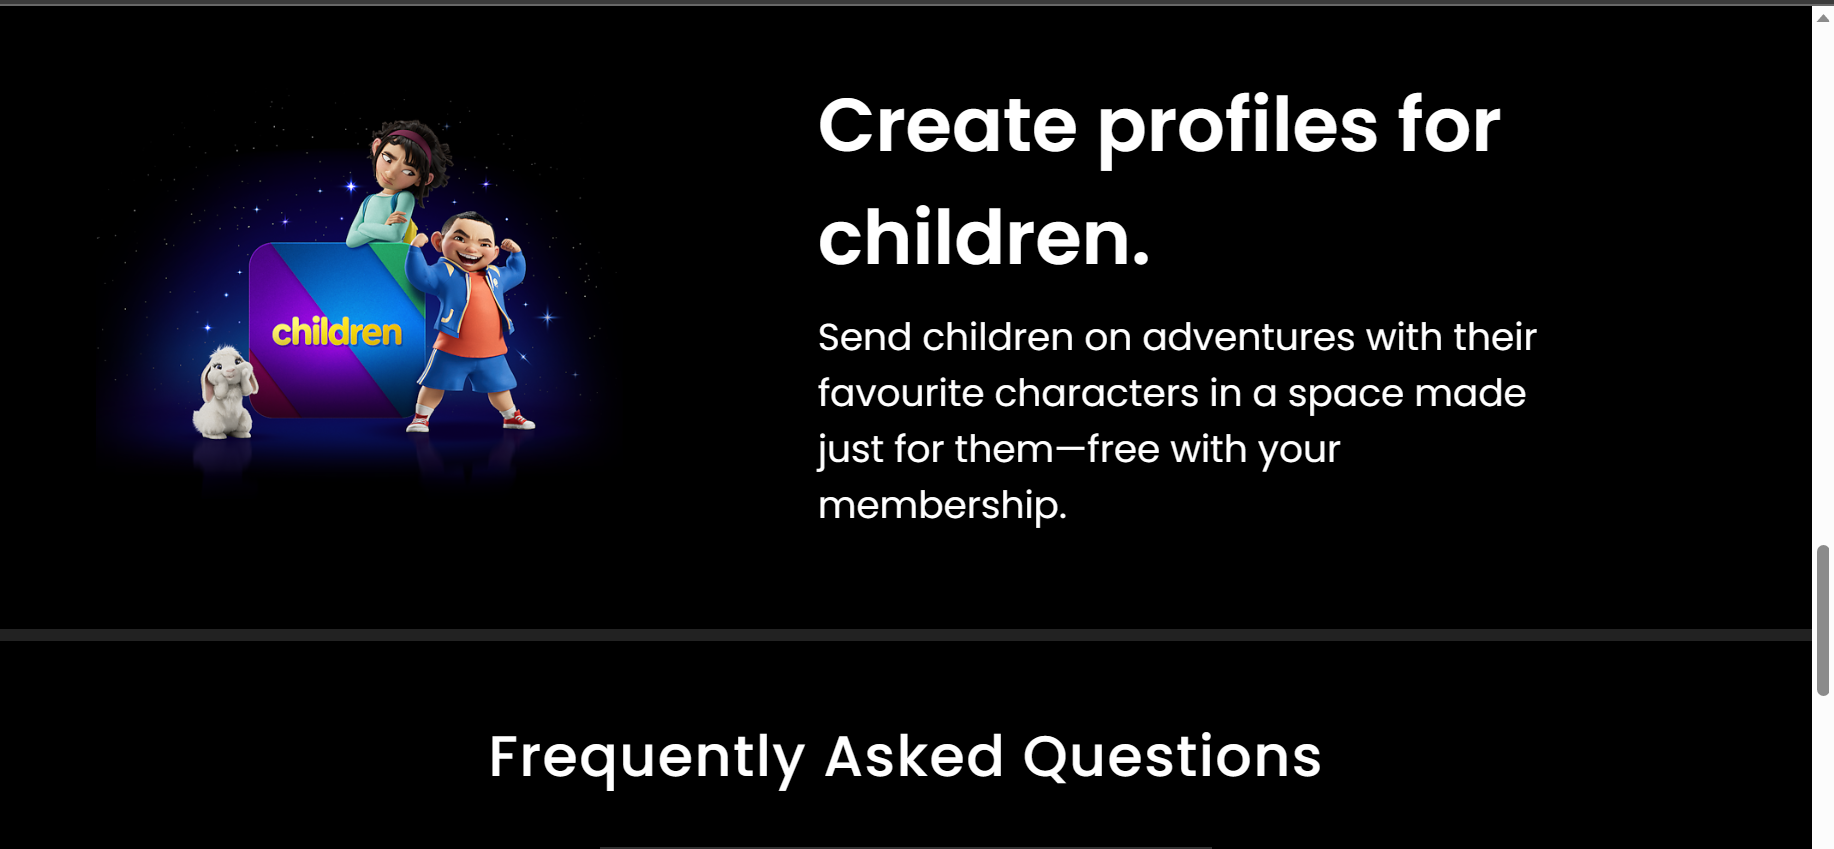 Create profiles for
children.
children
Send children on adventures with their
favourite characters in a space made
just for them—free with your
membership.
Frequently Asked Questions